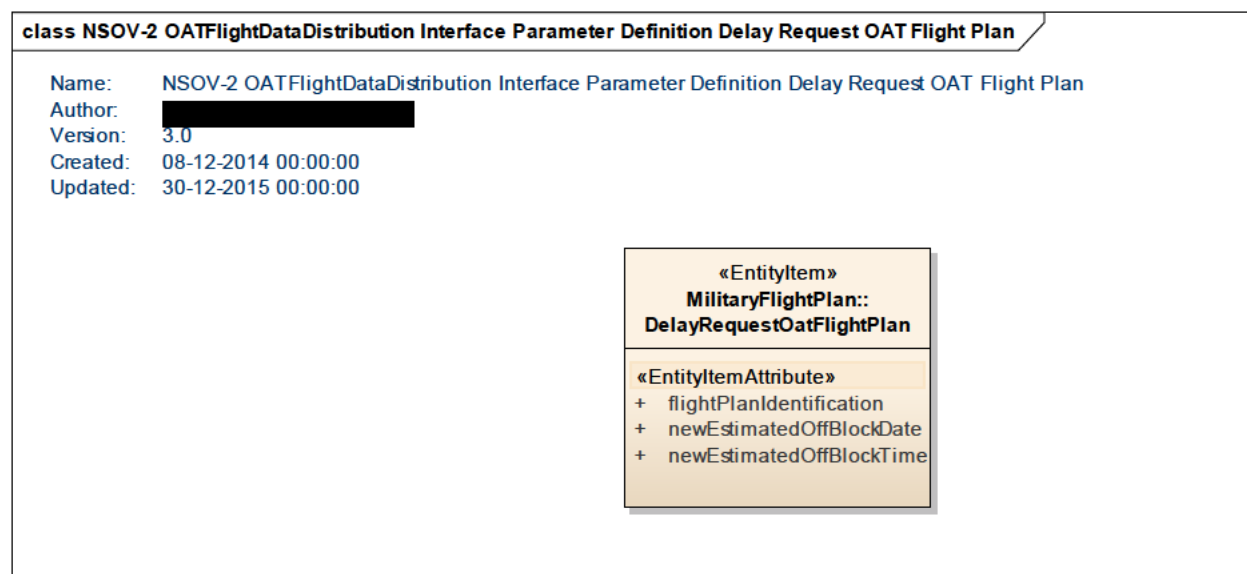 class NSOV-2 OATFlightDataDistribution Interface Parameter Definition Delay Request OAT Flight Plan
Name: NSOV-2 OATFlightDataDistribution Interface Parameter Definition Delay Request OAT Flight Plan
Author:
Version: 3.0
Created: 08-12-2014 00:00:00
Updated: 30-12-2015 00:00:00
«EntityItem»
MilitaryFlightPlan::
DelayRequestOatFlightPlan
«EntityItemAttribute»
+ flightPlanIdentification
+ newEstimatedOffBlockDate
+ newEstimatedOffBlockTime